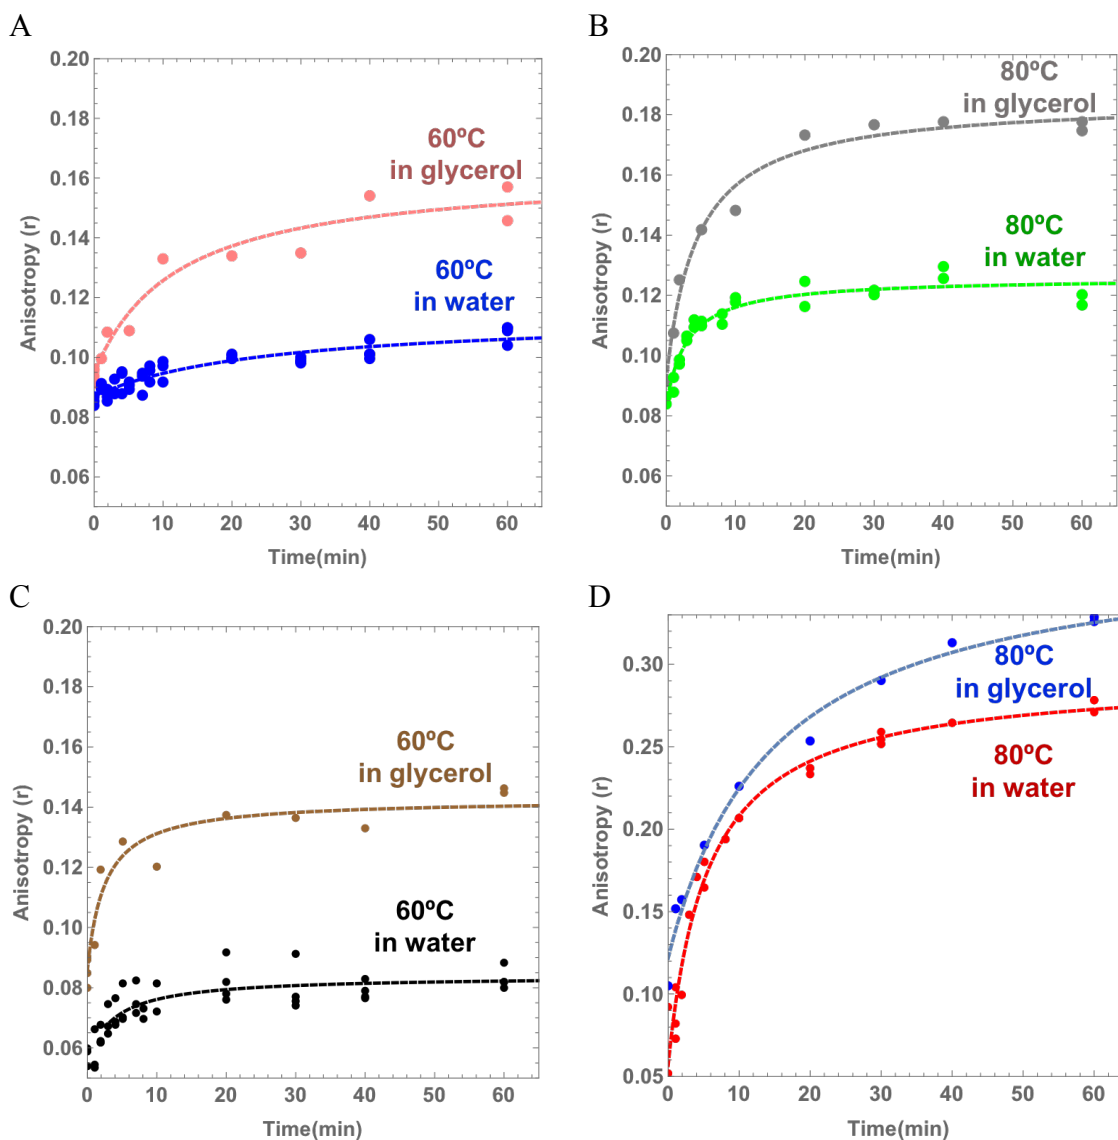 A
0.20
0.18
0.16
0.14
0.12
0.10
0.08
0.06
Anisotropy (r)
60ºC
in glycerol
60ºC
in water
0
10
20
30
40
50
60
Time(min)
B
0.20
0.18
0.16
0.14
0.12
0.10
0.08
0.06
Anisotropy (r)
80ºC
in glycerol
80ºC
in water
0
10
20
30
40
50
60
Time(min)
C
0.20
0.18
0.16
0.14
0.12
0.10
0.08
0.06
Anisotropy (r)
60ºC
in glycerol
60ºC
in water
0
10
20
30
40
50
60
Time(min)
D
0.30
0.25
0.20
0.15
0.10
0.05
Anisotropy (r)
80ºC
in glycerol
80ºC
in water
0
10
20
30
40
50
60
Time(min)